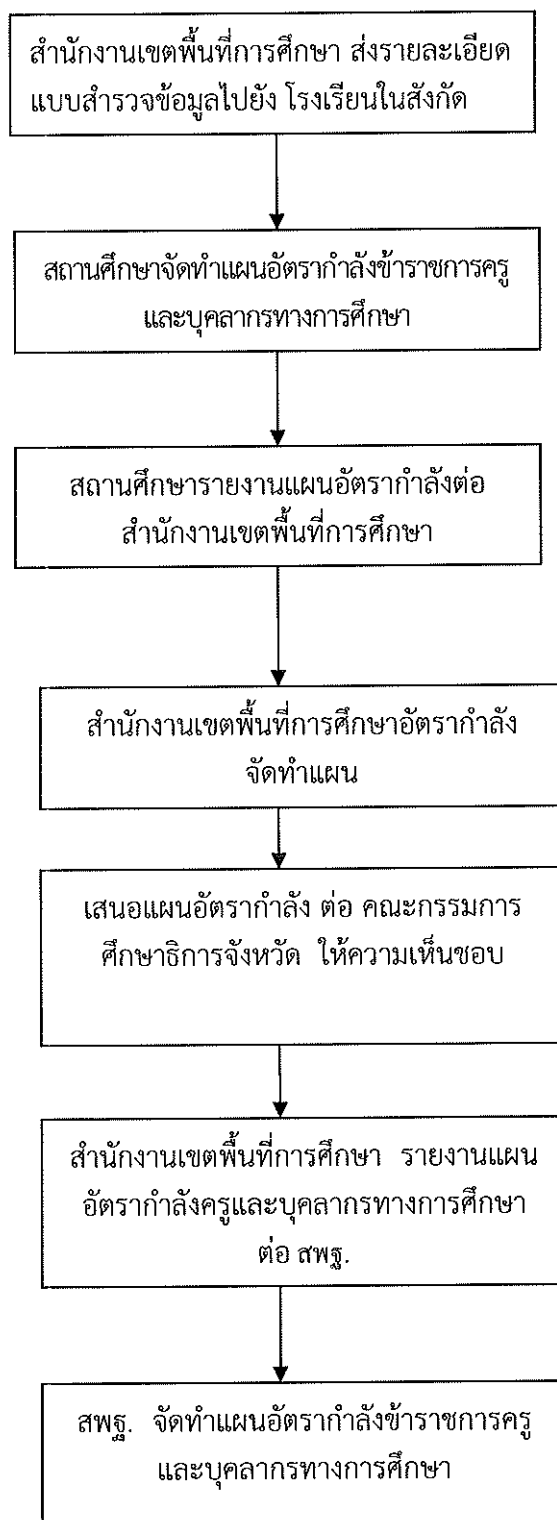 สำนักงานเขตพื้นที่การศึกษา ส่งรายละเอียด
แบบสำรวจข้อมูลไปยัง โรงเรียนในสังกัด
สถานศึกษาจัดทำแผนอัตรากำลังข้าราชการครู
และบุคลากรทางการศึกษา
สถานศึกษารายงานแผนอัตรากำลังต่อ
สำนักงานเขตพื้นที่การศึกษา
สำนักงานเขตพื้นที่การศึกษาอัตรากำลัง
จัดทำแผน
เสนอแผนอัตรากำลัง ต่อ คณะกรรมการ
ศึกษาธิการจังหวัด ให้ความเห็นชอบ
สำนักงานเขตพื้นที่การศึกษา รายงานแผน
อัตรากำลังครูและบุคลากรทางการศึกษา
ต่อ สพฐ.
สพฐ. จัดทำแผนอัตรากำลังข้าราชการครู
และบุคลากรทางการศึกษา